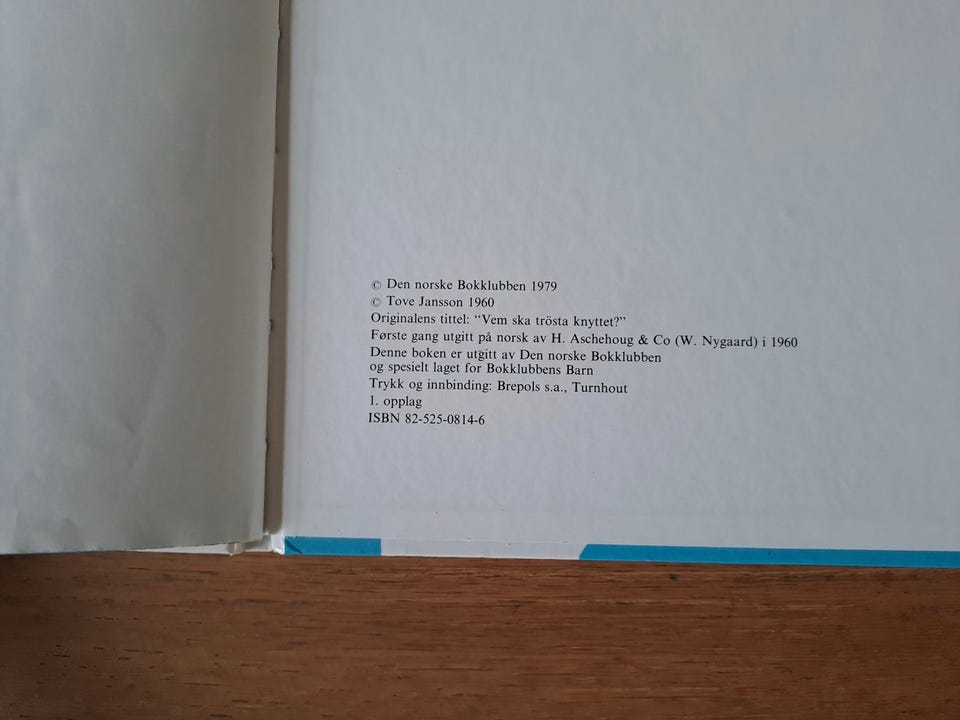 © Den norske Bokklubben 1979
© Tove Jansson 1960
Originalens tittel: “Vem ska trösta knyttet?”
Første gang utgitt på norsk av H. Aschehoug & Co (W. Nygaard) i 1960
Denne boken er utgitt av Den norske Bokklubben
og spesielt laget for Bokklubbens Barn
Trykk og innbinding: Brepols s.a., Turnhout
1. opplag
ISBN 82-525-0814-6